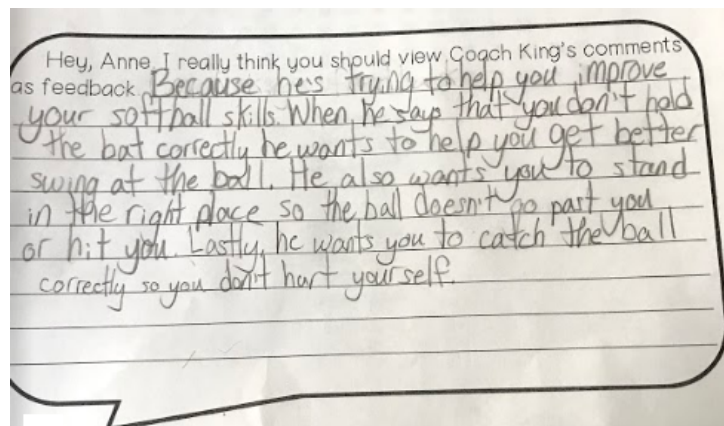 Hey, Anne, I really think you should view Coach King's comments
as feedback Because he's trying to help you improve
your softball skills. When he says that you don't hold
the bat correctly he wants to help you get better
swing at the ball. He also wants you to stand
in the right place so the ball doesn't go past you
or hit you. Lastly, he wants you to catch the ball
correctly so you don't hurt yourself.